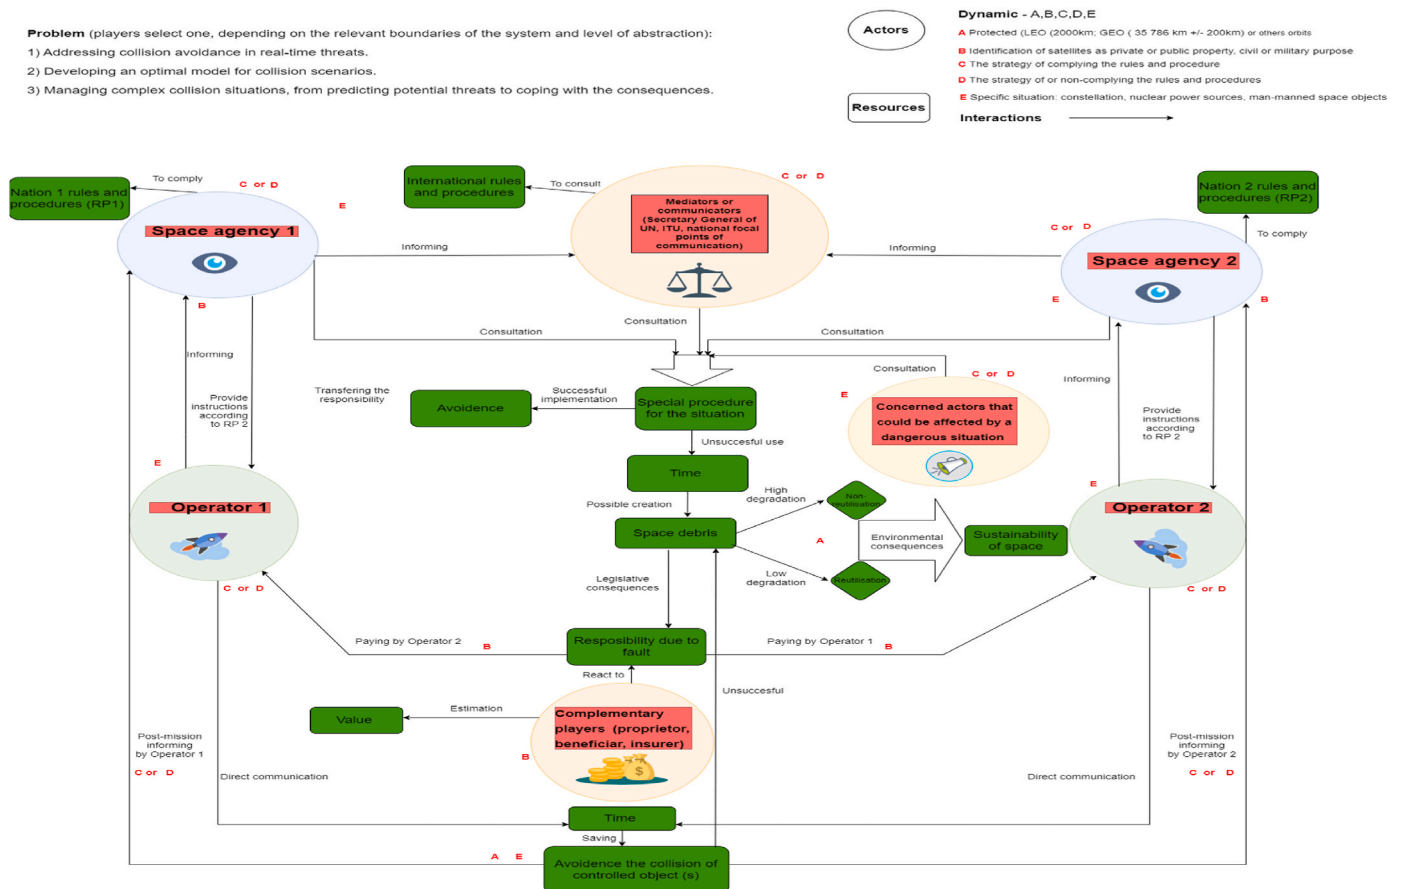 Problem (players select one, depending on the relevant boundaries of the system and level of abstraction):
1) Addressing collision avoidance in real-time threats.
2) Developing an optimal model for collision scenarios.
3) Managing complex collision situations, from predicting potential threats to coping with the consequences.
Actors
Resources
Dynamic - A,B,C,D,E
A Protected (LEO (2000km; GEO ( 35 786 km +/- 200km) or others orbits
B Identification of satellites as private or public property, civil or military purpose
C The strategy of complying the rules and procedure
D The strategy of or non-complying the rules and procedures
E Specific situation: constellation, nuclear power sources, man-manned space objects
Interactions
Nation 1 rules and
procedures (RP1)
To comply
C or D
E
Space agency 1
B
International rules
and procedures
To consult
C or D
Mediators or
communicators
(Secretary General of
UN, ITU, national focal
points of
communication)
Nation 2 rules and
procedures (RP2)
To comply
C or D
Space agency 2
E
B
Informing
Informing
Consultation
Consultation
Consultation
Consultation
Informing
Provide
instructions
according
to RP 2
Transfering the
responsibility
Avoidence
Successful
implementation
Special procedure
for the situation
Unsuccesful use
Time
Possible creation
Space debris
C or D
E
Concerned actors that
could be affected by a
dangerous situation
Informing
Provide
instructions
according
to RP 2
High
degradation
Non-
reutilisation
A
Low
degradation
Reutilisation
Environmental
consequences
Sustainability
of space
E
Operator 1
C or D
E
Operator 2
C or D
Legislative
consequences
Resposibility due to
fault
Paying by Operator 2
B
Paying by Operator 1
B
React to
Unsuccesful
Value
Estimation
Complementary
players (proprietor,
beneficiar, insurer)
B
Post-mission
informing
by Operator 1
C or D
Direct communication
Direct communication
Post-mission
informing
by Operator 2
C or D
Time
Saving
A E
Avoidence the collision of
controlled object (s)